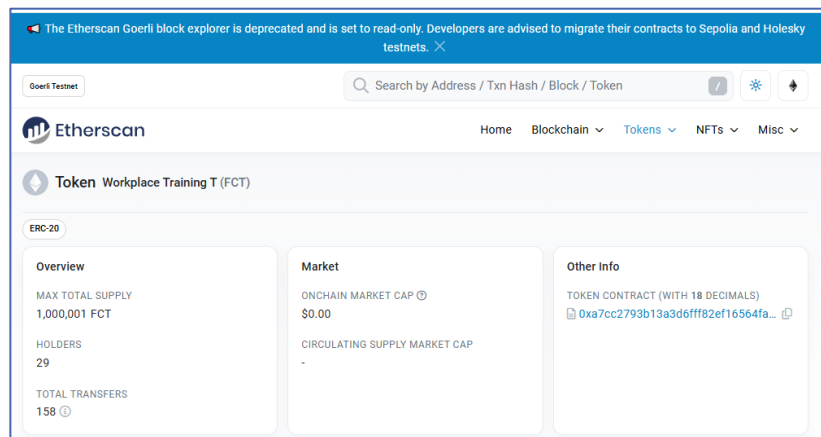 📢 The Etherscan Goerli block explorer is deprecated and is set to read-only. Developers are advised to migrate their contracts to Sepolia and Holesky
testnets. ×
Goerli Testnet
Search by Address / Txn Hash / Block / Token /
Etherscan
Home Blockchain Tokens NFTs Misc
Token Workplace Training T (FCT)
ERC-20
Overview
MAX TOTAL SUPPLY
1,000,001 FCT
HOLDERS
29
TOTAL TRANSFERS
158
Market
ONCHAIN MARKET CAP
$0.00
CIRCULATING SUPPLY MARKET CAP
-
Other Info
TOKEN CONTRACT (WITH 18 DECIMALS)
0xa7cc2793b13a3d6fff82ef16564fa...